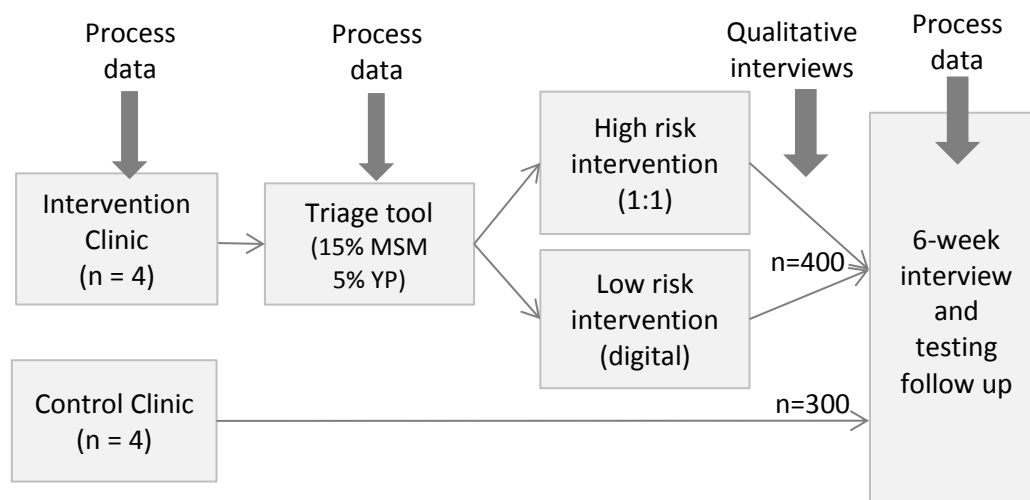 Process
data
Process
data
Qualitative
interviews
Process
data
Intervention
Clinic
(n = 4)
Triage tool
(15% MSM
5% YP)
High risk
intervention
(1:1)
Low risk
intervention
(digital)
n=400
6-week
interview
and
testing
follow up
Control Clinic
(n = 4)
n=300